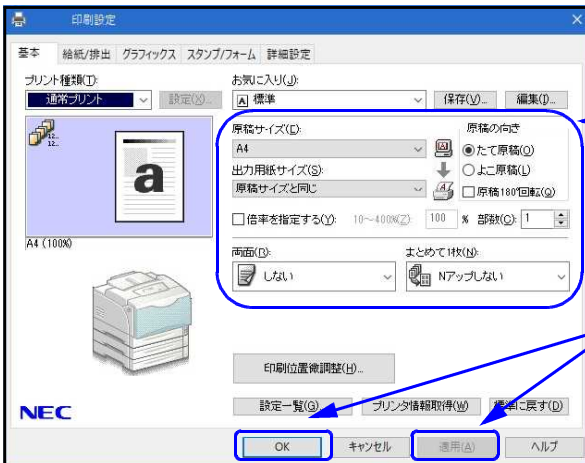 印刷設定
基本 給紙/排出 グラフィックス スタンプ/フォーム 詳細設定
プリント種類(T):
通常プリント 設定(X)...
お気に入り(J):
A 標準 保存(V)... 編集(I)...
原稿サイズ(E):
A4
出力用紙サイズ(S):
原稿サイズと同じ
原稿の向き
たて原稿(O)
よこ原稿(L)
原稿180°回転(Q)
倍率を指定する(Y): 10～400%(Z) 100 % 部数(C): 1
12..
12..
a
A4 (100%)
両面(R):
しない
まとめて1枚(N):
Nアップしない
印刷位置微調整(H)...
設定一覧(G)... プリンタ情報取得(W) 標準に戻す(D)
NEC
OK キャンセル 適用(A) ヘルプ